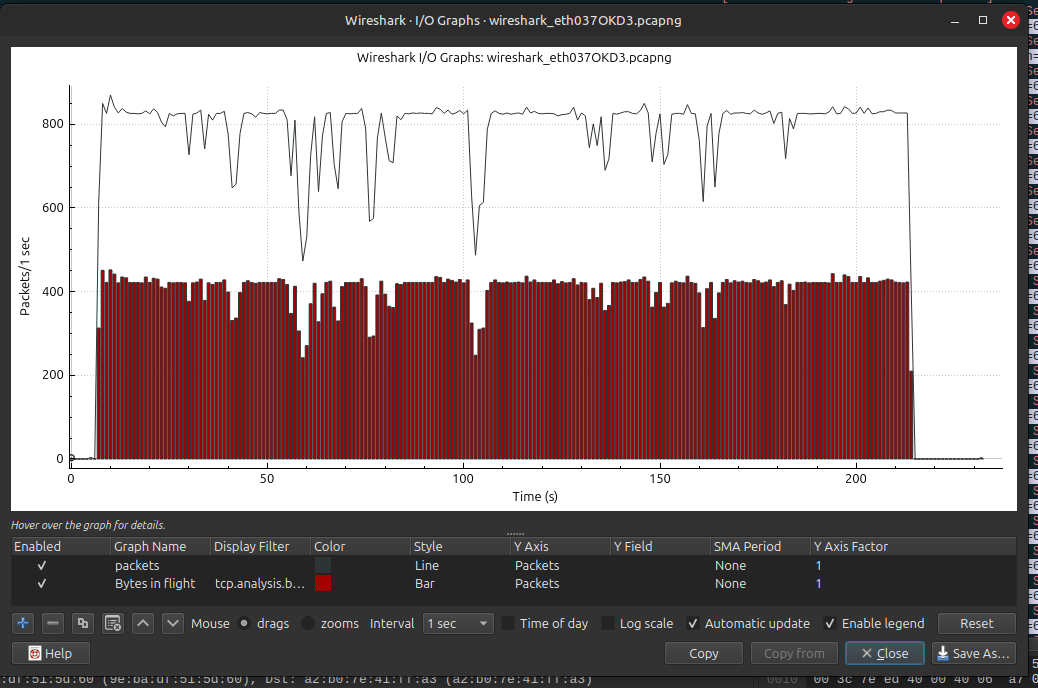 Wireshark · I/O Graphs · wireshark_eth037OKD3.pcapng
Wireshark I/O Graphs: wireshark_eth037OKD3.pcapng
Packets/1 sec
800
600
400
200
0
0 50 100 150 200
Time (s)
Hover over the graph for details.
Enabled Graph Name Display Filter Color Style Y Axis Y Field SMA Period Y Axis Factor
✓ packets Line Packets None 1
✓ Bytes in flight tcp.analysis.b… Bar Packets None 1
Mouse drags zooms Interval 1 sec Time of day Log scale ✓ Automatic update ✓ Enable legend Reset
Help Copy Copy from Close Save As…
:df:51:5d:60 (9e:ba:df:51:5d:60), Dst: a2:b0:7e:41:ff:a3 (a2:b0:7e:41:ff:a3) 0010 00 3c 7e ed 40 00 40 06 a7 0